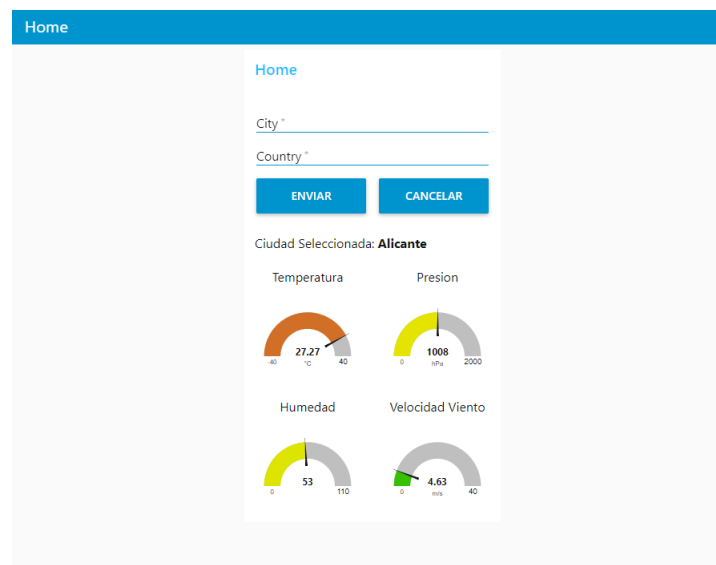 Home
Home
City *
Country *
ENVIAR CANCELAR
Ciudad Seleccionada: Alicante
Temperatura Presion
27.27 1008
-40 °C 40 0 hPa 2000
Humedad Velocidad Viento
53 4.63
0 110 0 m/s 40